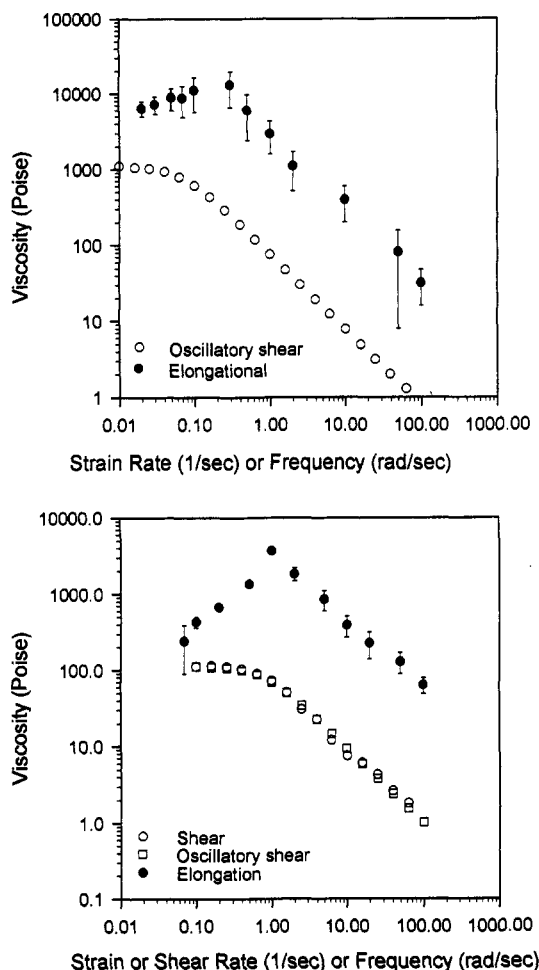 100000
10000
1000
100
10
1
Viscosity (Poise)
Oscillatory shear
Elongational
0.01 0.10 1.00 10.00 100.00 1000.00
Strain Rate (1/sec) or Frequency (rad/sec)
10000.0
1000.0
100.0
10.0
1.0
0.1
Viscosity (Poise)
Shear
Oscillatory shear
Elongation
0.01 0.10 1.00 10.00 100.00 1000.00
Strain or Shear Rate (1/sec) or Frequency (rad/sec)